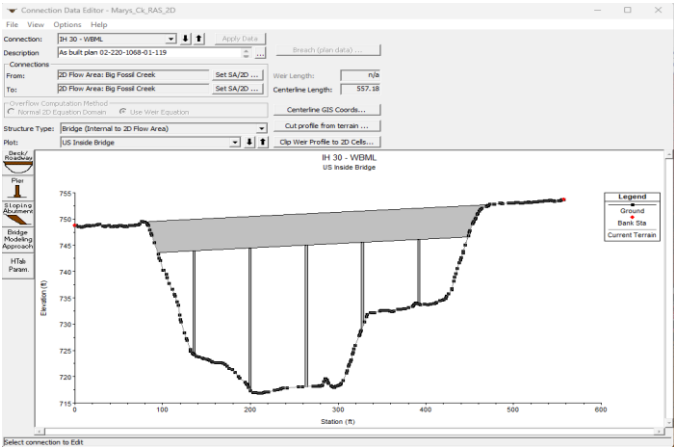 Connection Data Editor - Marys_Ck_RAS_2D
File View Options Help
Connection: IH 30 - WBML Apply Data
Description As built plan 02-220-1068-01-119 ... Breach (plan data) ...
Connections
From: 2D Flow Area: Big Fossil Creek Set SA/2D ... Weir Length: n/a
To: 2D Flow Area: Big Fossil Creek Set SA/2D ... Centerline Length: 557.18
Overflow Computation Method
Normal 2D Equation Domain Use Weir Equation Centerline GIS Coords...
Structure Type: Bridge (Internal to 2D Flow Area) Cut profile from terrain ...
Plot: US Inside Bridge Clip Weir Profile to 2D Cells...
Deck/
Roadway
Pier
Sloping
Abutment
Bridge
Modeling
Approach
HTab
Param.
IH 30 - WBML
US Inside Bridge
755
750
745
740
735
730
725
720
715
Elevation (ft)
0 100 200 300 400 500 600
Station (ft)
Legend
Ground
Bank Sta
Current Terrain
Select connection to Edit